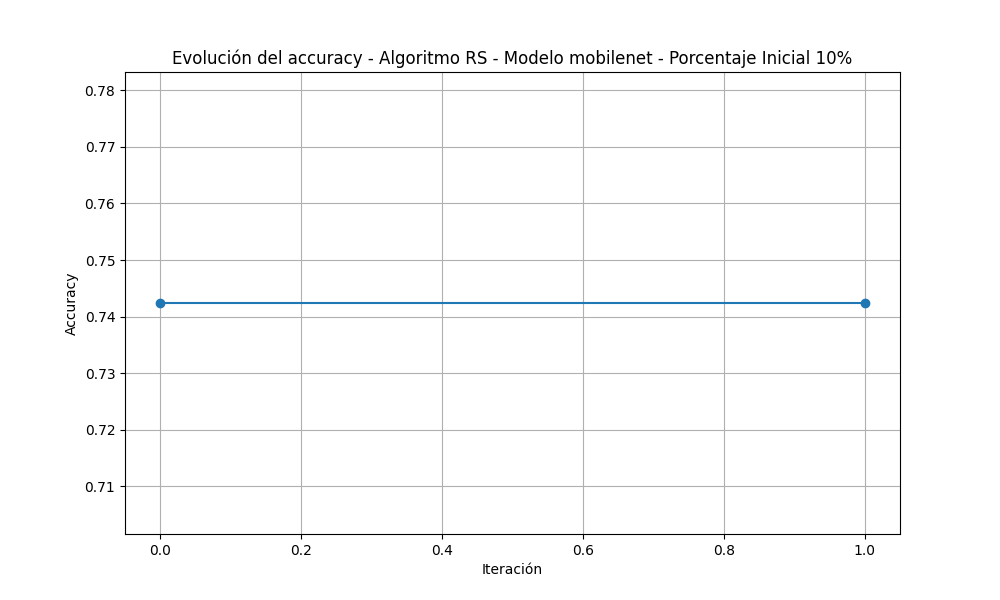 Evolución del accuracy - Algoritmo RS - Modelo mobilenet - Porcentaje Inicial 10%
0.78
0.77
0.76
0.75
0.74
0.73
0.72
0.71
Accuracy
0.0 0.2 0.4 0.6 0.8 1.0
Iteración